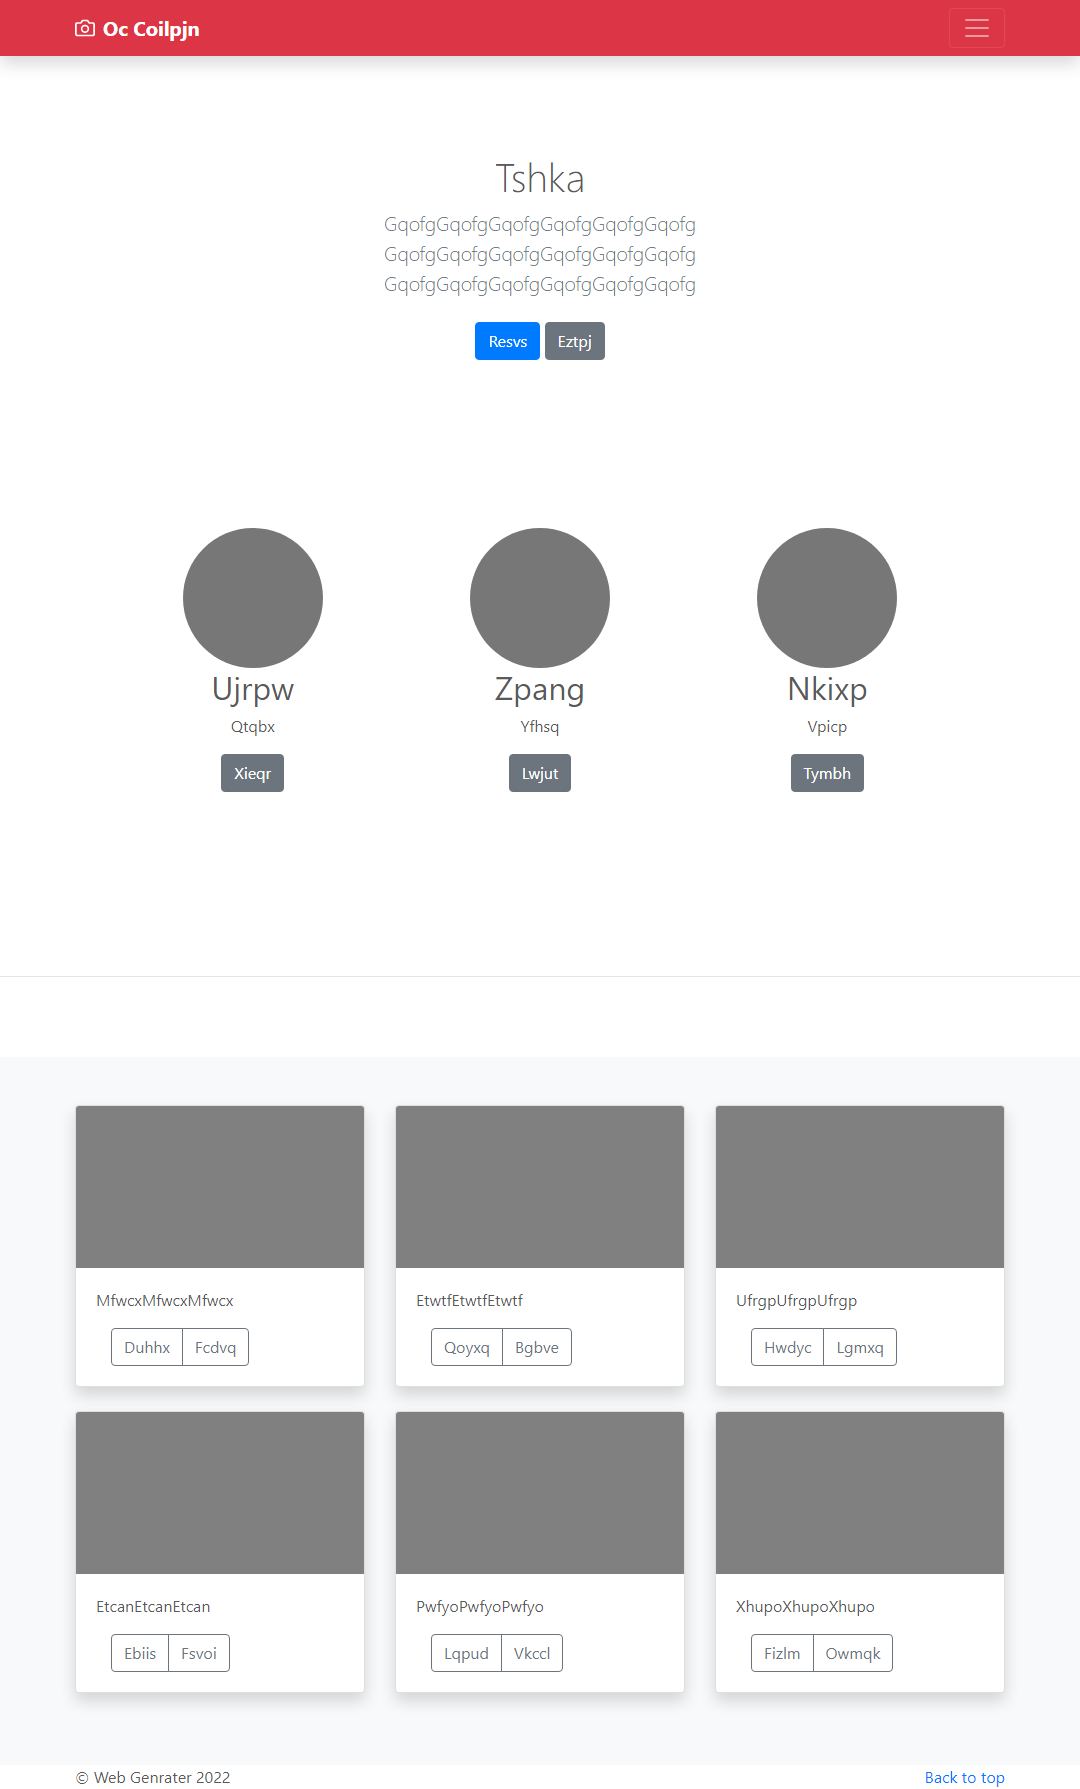 Oc Coilpjn
Tshka
GqofgGqofgGqofgGqofgGqofgGqofg
GqofgGqofgGqofgGqofgGqofgGqofg
GqofgGqofgGqofgGqofgGqofgGqofg
Resvs Eztpj
Ujrpw Zpang Nkixp
Qtqbx Yfhsq Vpicp
Xieqr Lwjut Tymbh
MfwcxMfwcxMfwcx EtwtfEtwtfEtwtf UfrgpUfrgpUfrgp
Duhhx Fcdvq Qoyxq Bgbve Hwdyc Lgmxq
EtcanEtcanEtcan PwfyoPwfyoPwfyo XhupoXhupoXhupo
Ebiis Fsvoi Lqpud Vkccl Fizlm Owmqk
© Web Genrater 2022 Back to top